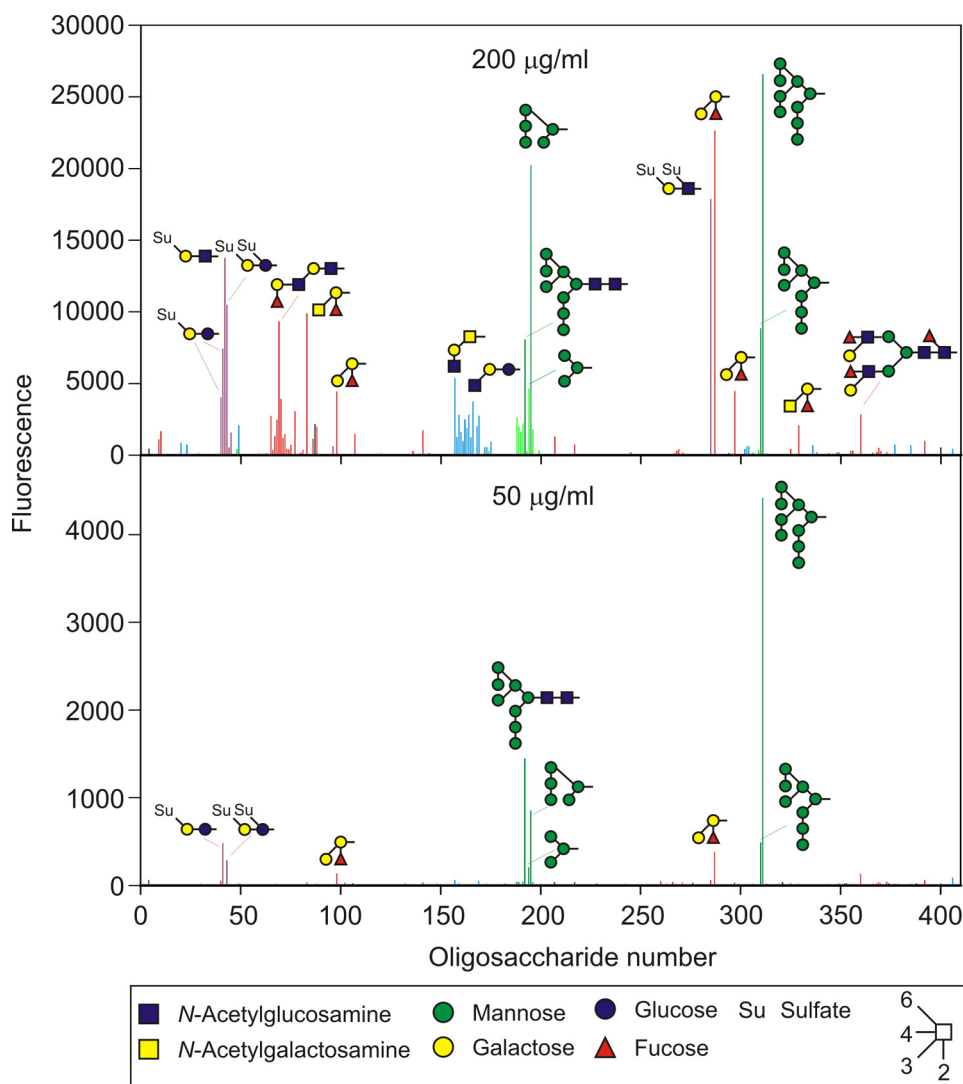 30000
200 µg/ml
25000
20000
Su Su
15000
Su
Su Su
10000
Su
5000
0
Fluorescence
50 µg/ml
4000
3000
2000
1000
Su Su Su
0
0 50 100 150 200 250 300 350 400
Oligosaccharide number
N-Acetylglucosamine Mannose Glucose Su Sulfate
N-Acetylgalactosamine Galactose Fucose
6
4
3 2